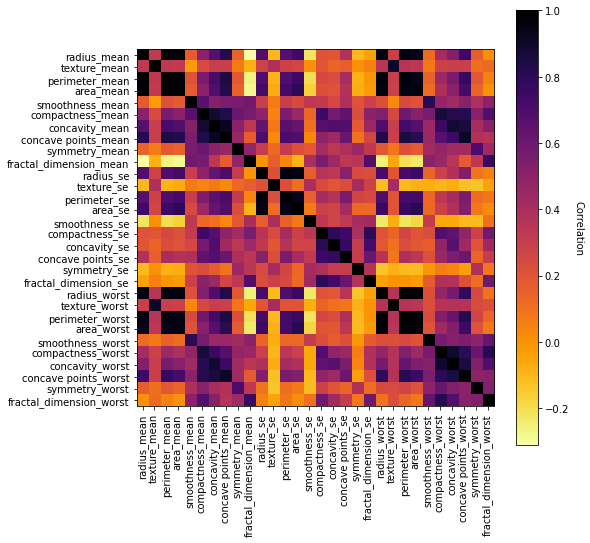 radius_mean
texture_mean
perimeter_mean
area_mean
smoothness_mean
compactness_mean
concavity_mean
concave points_mean
symmetry_mean
fractal_dimension_mean
radius_se
texture_se
perimeter_se
area_se
smoothness_se
compactness_se
concavity_se
concave points_se
symmetry_se
fractal_dimension_se
radius_worst
texture_worst
perimeter_worst
area_worst
smoothness_worst
compactness_worst
concavity_worst
concave points_worst
symmetry_worst
fractal_dimension_worst
radius_mean
texture_mean
perimeter_mean
area_mean
smoothness_mean
compactness_mean
concavity_mean
concave points_mean
symmetry_mean
fractal_dimension_mean
radius_se
texture_se
perimeter_se
area_se
smoothness_se
compactness_se
concavity_se
concave points_se
symmetry_se
fractal_dimension_se
radius_worst
texture_worst
perimeter_worst
area_worst
smoothness_worst
compactness_worst
concavity_worst
concave points_worst
symmetry_worst
fractal_dimension_worst
1.0
0.8
0.6
0.4
0.2
0.0
−0.2
Correlation